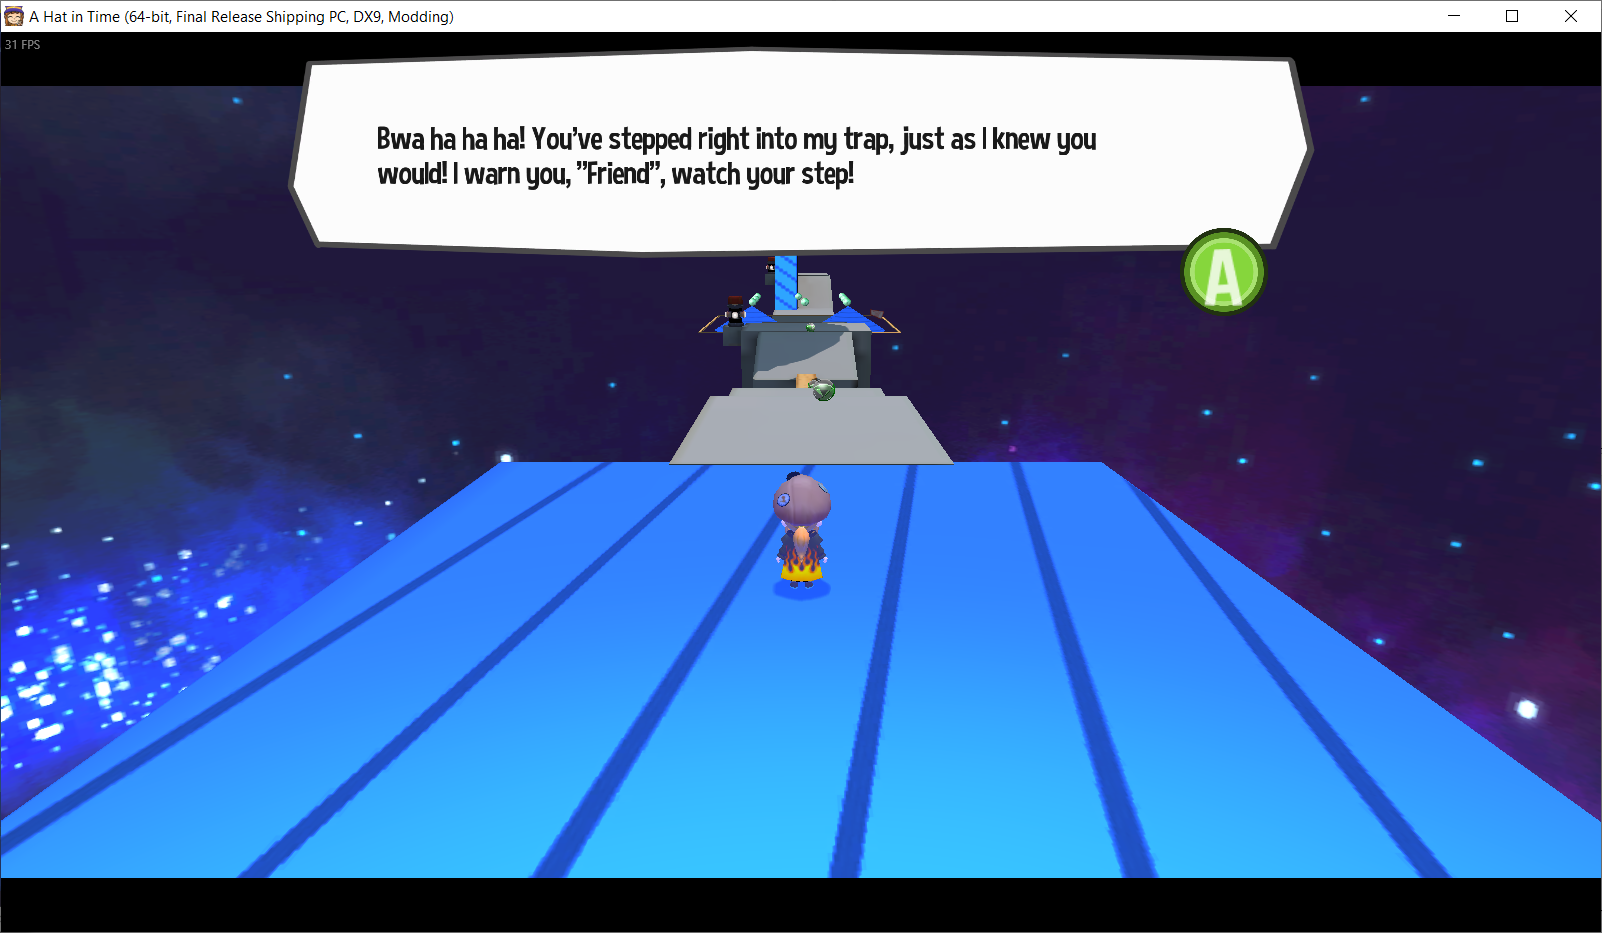 A Hat in Time (64-bit, Final Release Shipping PC, DX9, Modding)
31 FPS
Bwa ha ha ha! You've stepped right into my trap, just as I knew you
would! I warn you, "Friend", watch your step!
A